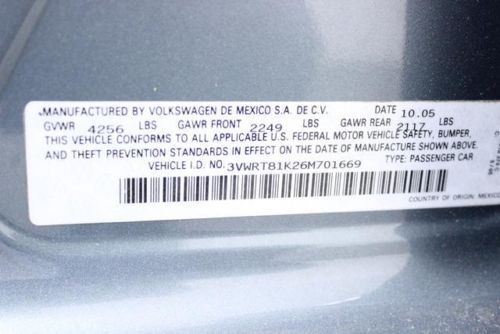 MANUFACTURED BY VOLKSWAGEN DE MEXICO S.A. DE C.V. DATE 10.05
GVWR 4256 LBS GAWR FRONT 2249 LBS GAWR REAR 2117 LBS
THIS VEHICLE CONFORMS TO ALL APPLICABLE U.S. FEDERAL MOTOR VEHICLE SAFETY, BUMPER,
AND THEFT PREVENTION STANDARDS IN EFFECT ON THE DATE OF MANUFACTURE SHOWN ABOVE.
VEHICLE I.D. NO. 3VWRT81K26M701669 TYPE: PASSENGER CAR
COUNTRY OF ORIGIN: MEXICO